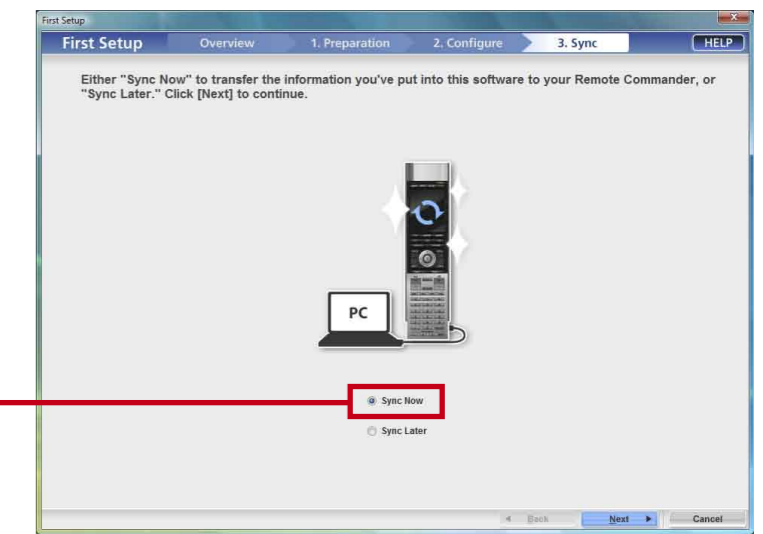 First Setup
First Setup Overview 1. Preparation 2. Configure 3. Sync HELP
Either "Sync Now" to transfer the information you've put into this software to your Remote Commander, or
"Sync Later." Click [Next] to continue.
PC
Sync Now
Sync Later
Back Next Cancel